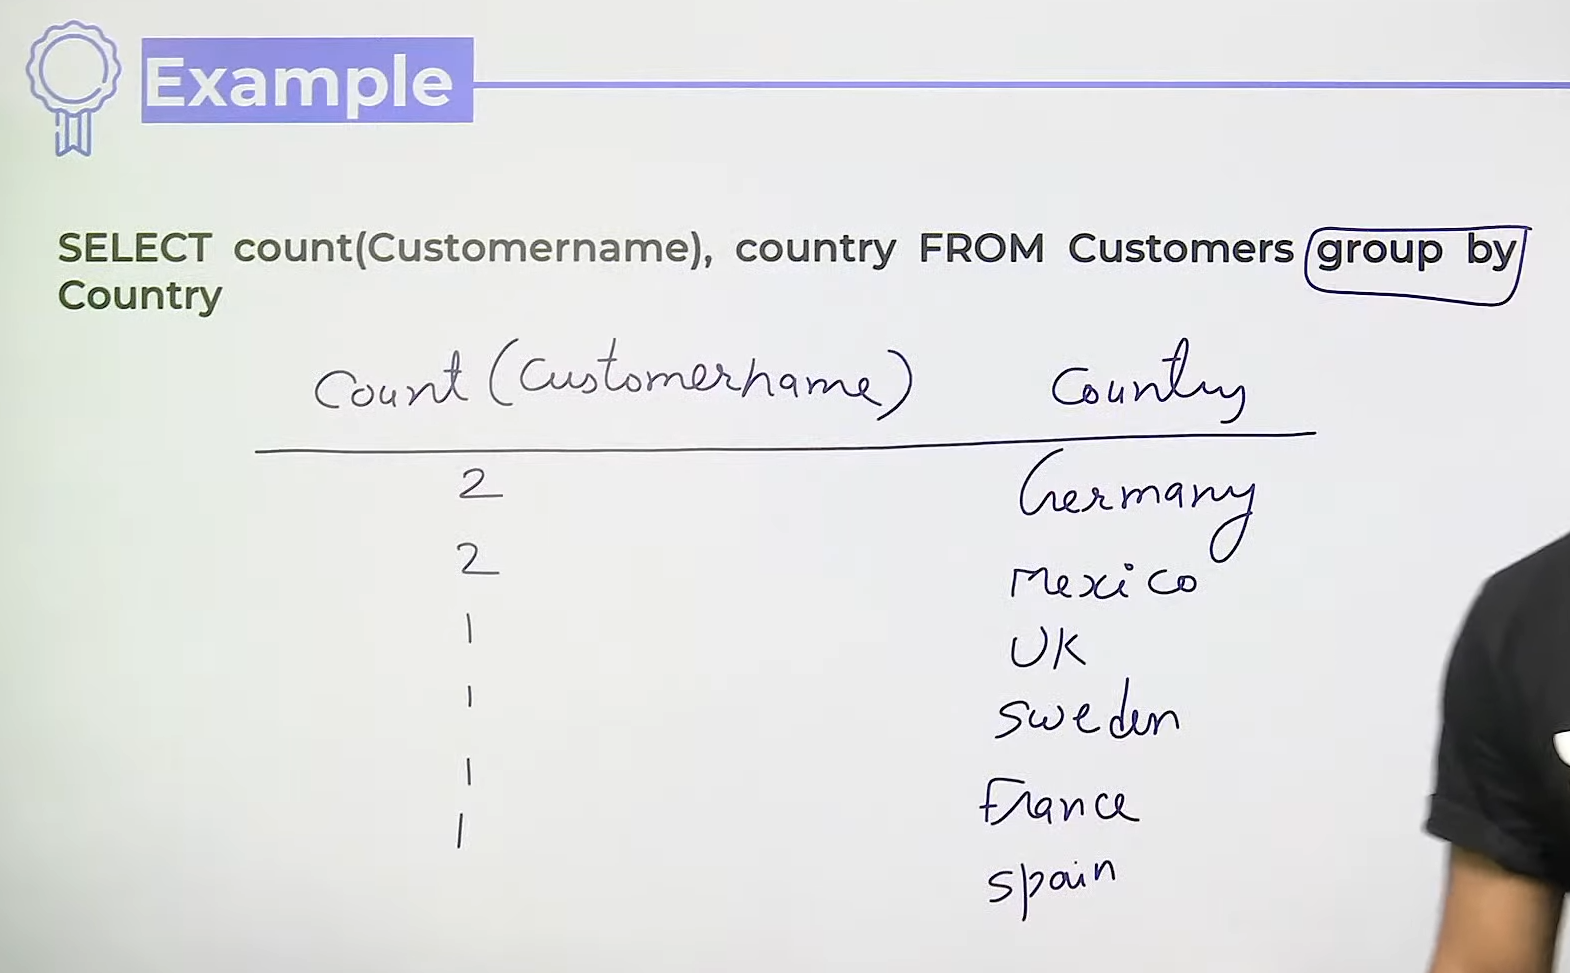 Example
SELECT count(Customername), country FROM Customers group by
Country
Count (Customername) Country
2 Germany
2 Mexico
1 UK
1 Sweden
1 France
1 Spain